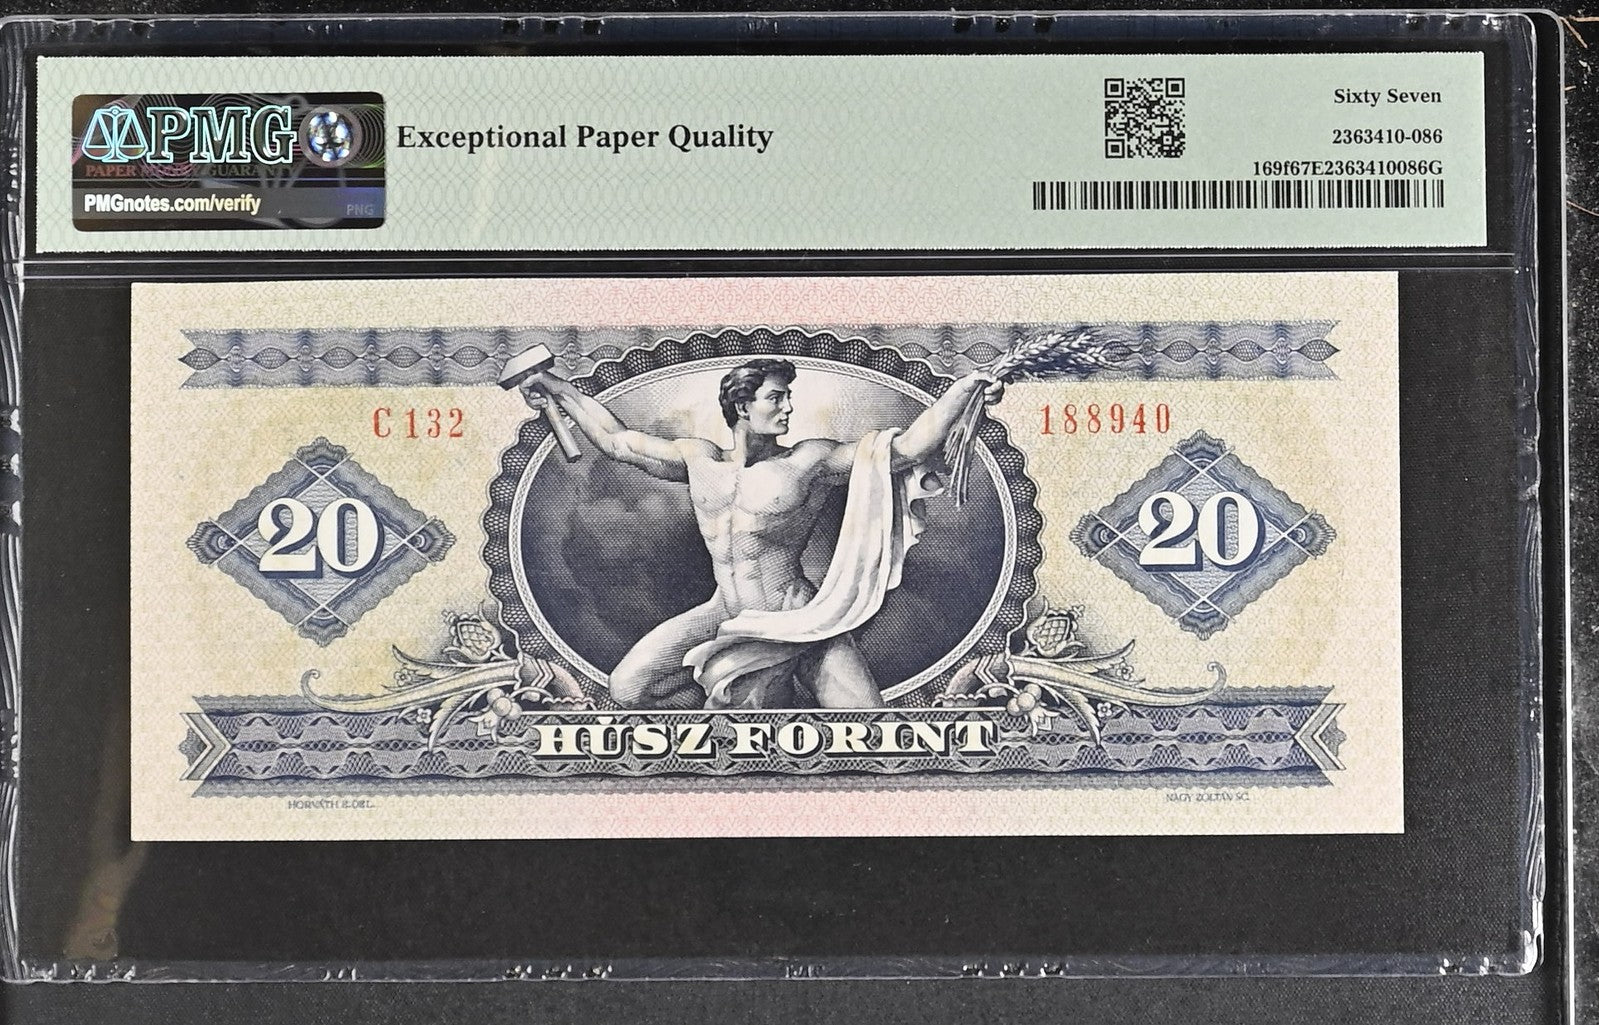 PMG
PAPER MONEY GUARANTY
PMGnotes.com/verify
PNG
Exceptional Paper Quality
Sixty Seven
2363410-086
169f67E2363410086G
C 132
188940
20
20
HÚSZ FORINT
HORVÁTH E. DEL.
NAGY ZOLTÁN SC.